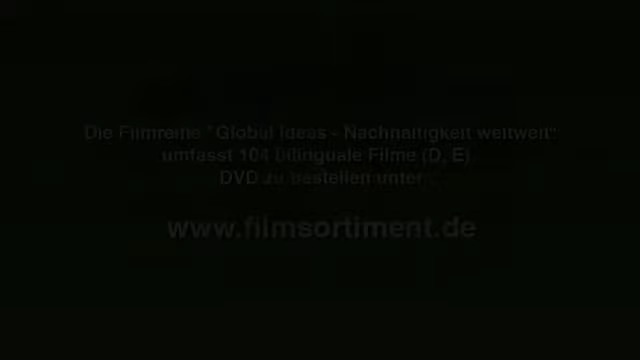 Die Filmreihe "Global Ideas - Nachhaltigkeit weltweit"
umfasst 104 bilinguale Filme (D, E)
DVD zu bestellen unter:
www.filmsortiment.de